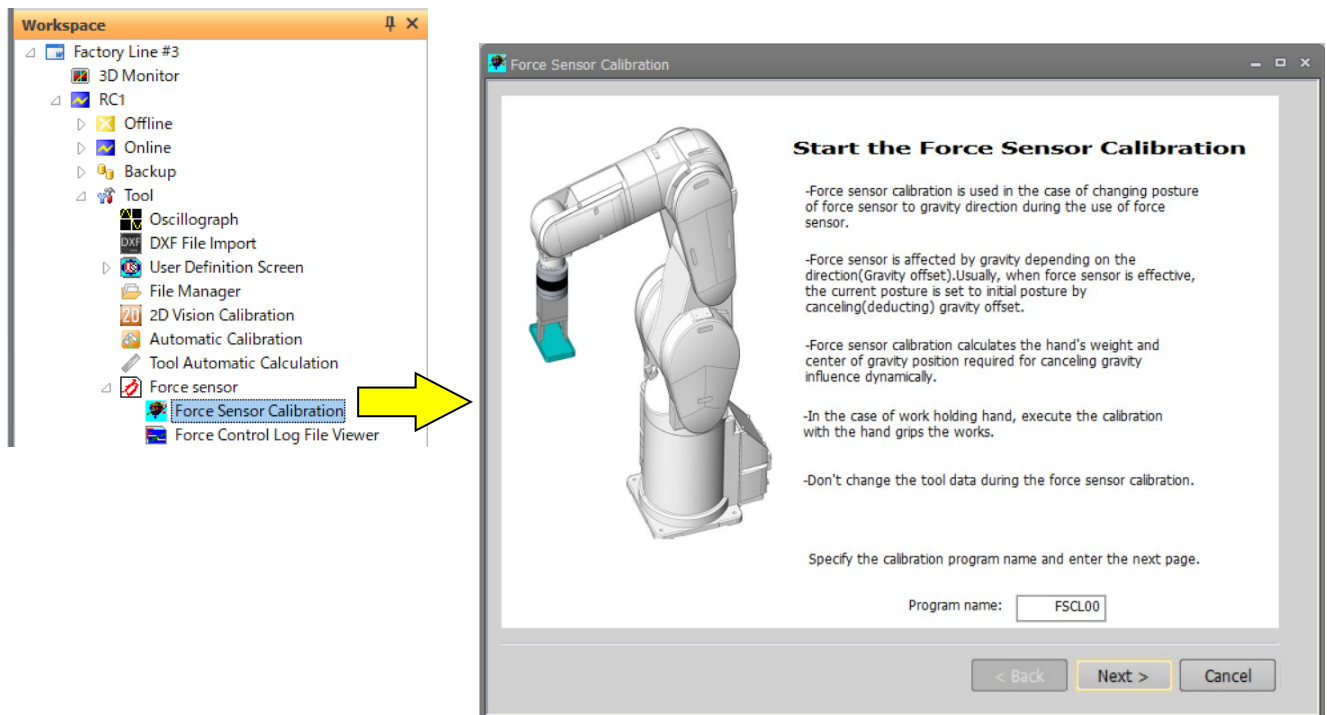 Workspace
Factory Line #3
3D Monitor
RC1
Offline
Online
Backup
Tool
Oscillograph
DXF File Import
User Definition Screen
File Manager
2D Vision Calibration
Automatic Calibration
Tool Automatic Calculation
Force sensor
Force Sensor Calibration
Force Control Log File Viewer
Force Sensor Calibration
Start the Force Sensor Calibration
-Force sensor calibration is used in the case of changing posture
of force sensor to gravity direction during the use of force
sensor.
-Force sensor is affected by gravity depending on the
direction(Gravity offset).Usually, when force sensor is effective,
the current posture is set to initial posture by
canceling(deducting) gravity offset.
-Force sensor calibration calculates the hand's weight and
center of gravity position required for canceling gravity
influence dynamically.
-In the case of work holding hand, execute the calibration
with the hand grips the works.
-Don't change the tool data during the force sensor calibration.
Specify the calibration program name and enter the next page.
Program name: FSCL00
< Back Next > Cancel